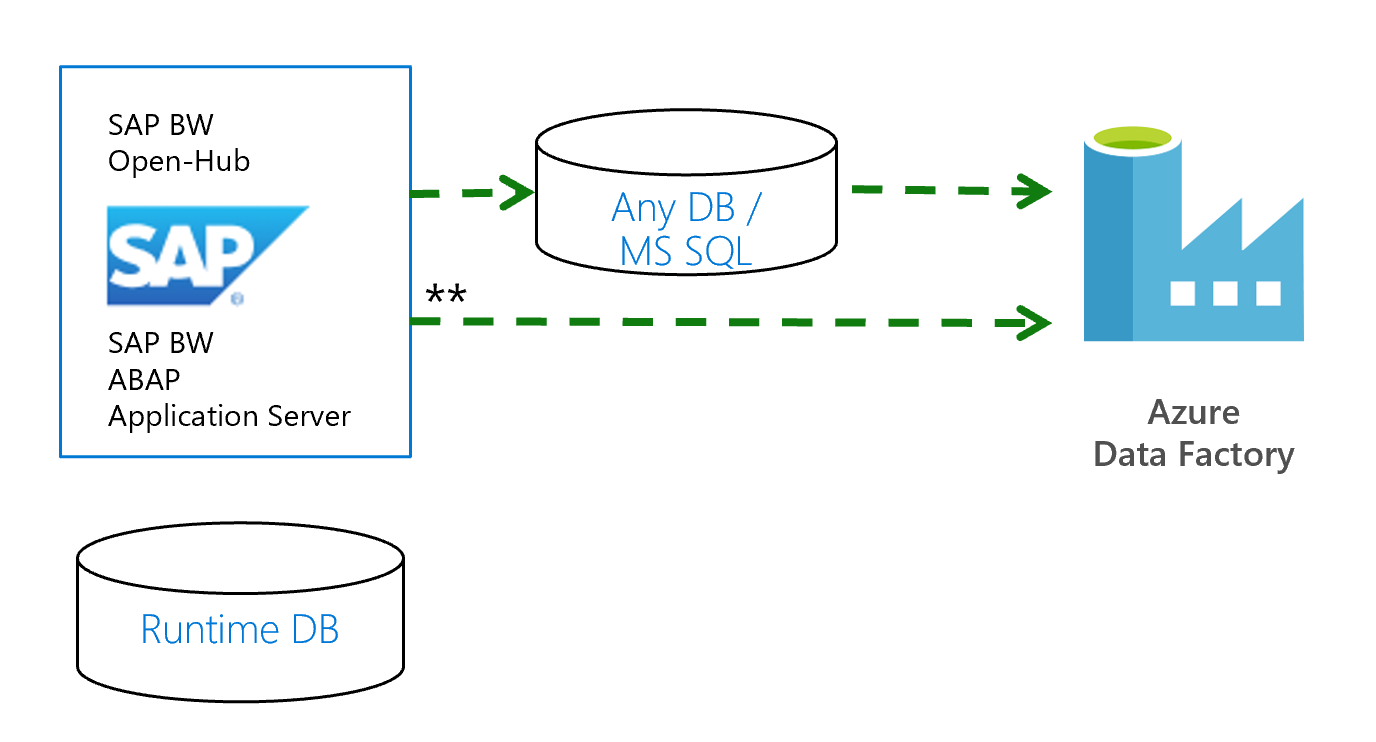 SAP BW
Open-Hub
SAP
®
SAP BW
ABAP
Application Server
Any DB /
MS SQL
**
Azure
Data Factory
Runtime DB